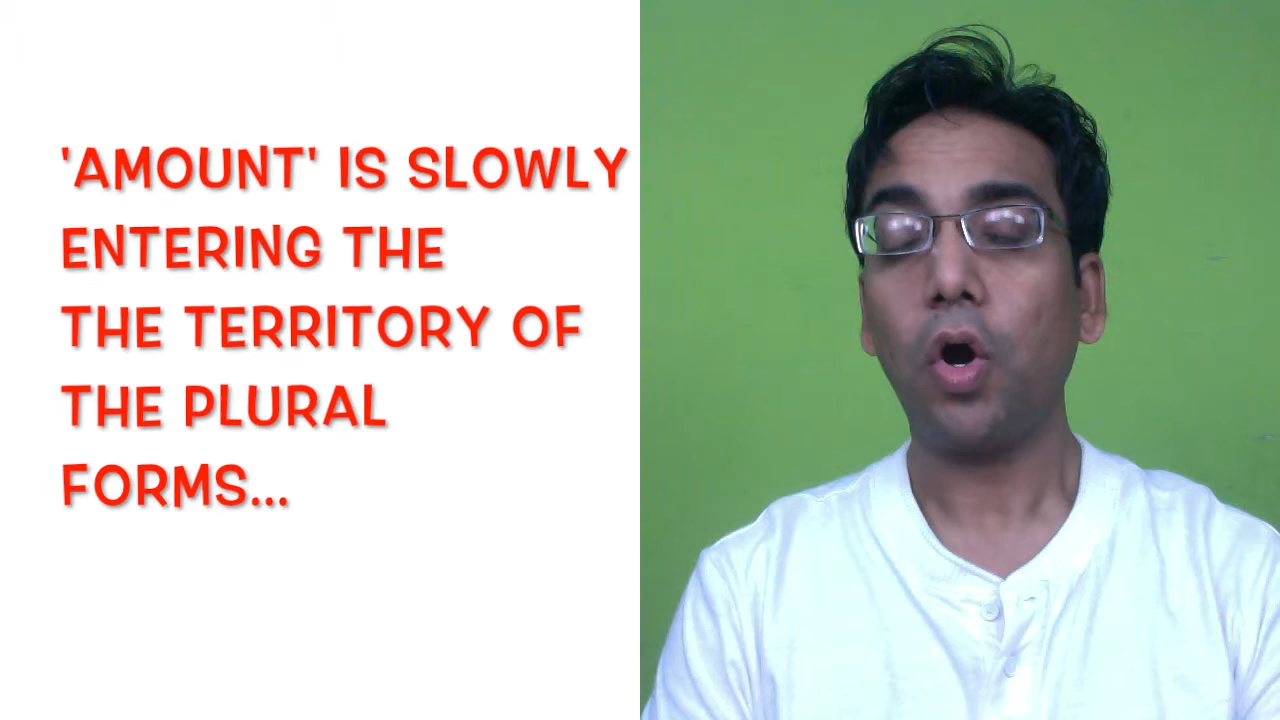 'AMOUNT' IS SLOWLY
ENTERING THE
THE TERRITORY OF
THE PLURAL
FORMS...